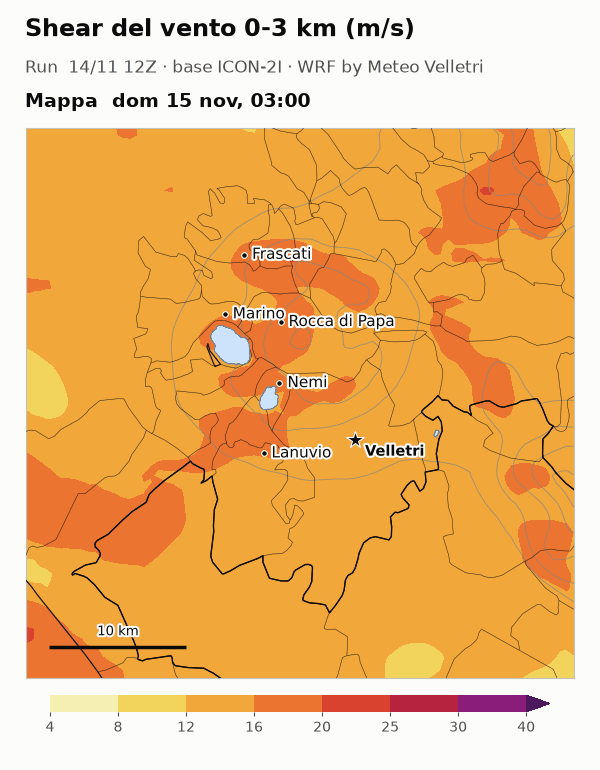 Shear del vento 0-3 km (m/s)
Run 14/11 12Z · base ICON-2I · WRF by Meteo Velletri
Mappa dom 15 nov, 03:00
Frascati
Marino
Rocca di Papa
Nemi
Velletri
Lanuvio
10 km
4 8 12 16 20 25 30 40